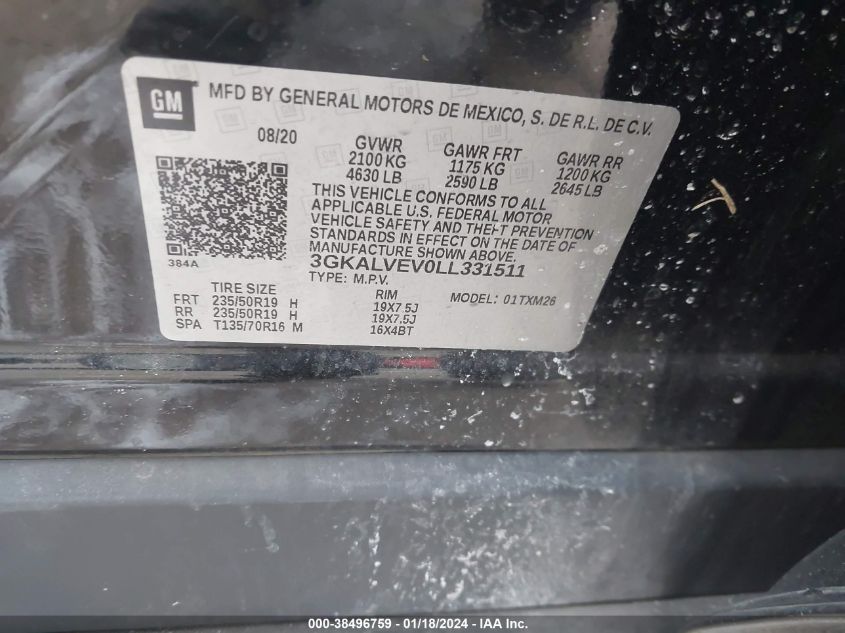 GM
MFD BY GENERAL MOTORS DE MEXICO, S. DE R.L. DE C.V.
08/20
GVWR
2100 KG
4630 LB
GAWR FRT
1175 KG
2590 LB
GAWR RR
1200 KG
2645 LB
THIS VEHICLE CONFORMS TO ALL
APPLICABLE U.S. FEDERAL MOTOR
VEHICLE SAFETY AND THEFT PREVENTION
STANDARDS IN EFFECT ON THE DATE OF
MANUFACTURE SHOWN ABOVE.
384A
3GKALVEV0LL331511
TYPE: M.P.V.
MODEL: 01TXM26
TIRE SIZE RIM
FRT 235/50R19 H 19X7.5J
RR 235/50R19 H 19X7.5J
SPA T135/70R16 M 16X4BT
000-38496759 — 01/18/2024 — IAAI.COM